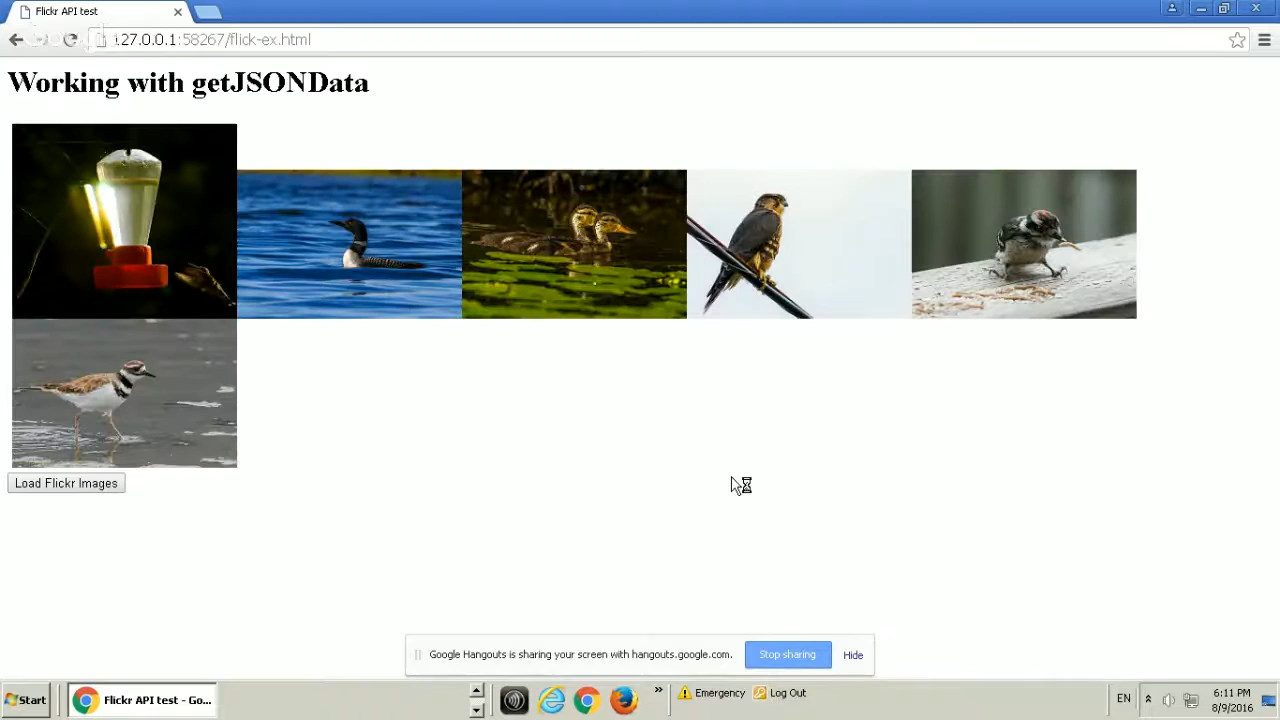 Flickr API test
127.0.0.1:58267/flick-ex.html
Working with getJSONData
Load Flickr Images
Google Hangouts is sharing your screen with hangouts.google.com.
Stop sharing
Hide
Start
Flickr API test - Go...
Emergency
Log Out
EN
6:11 PM
8/9/2016